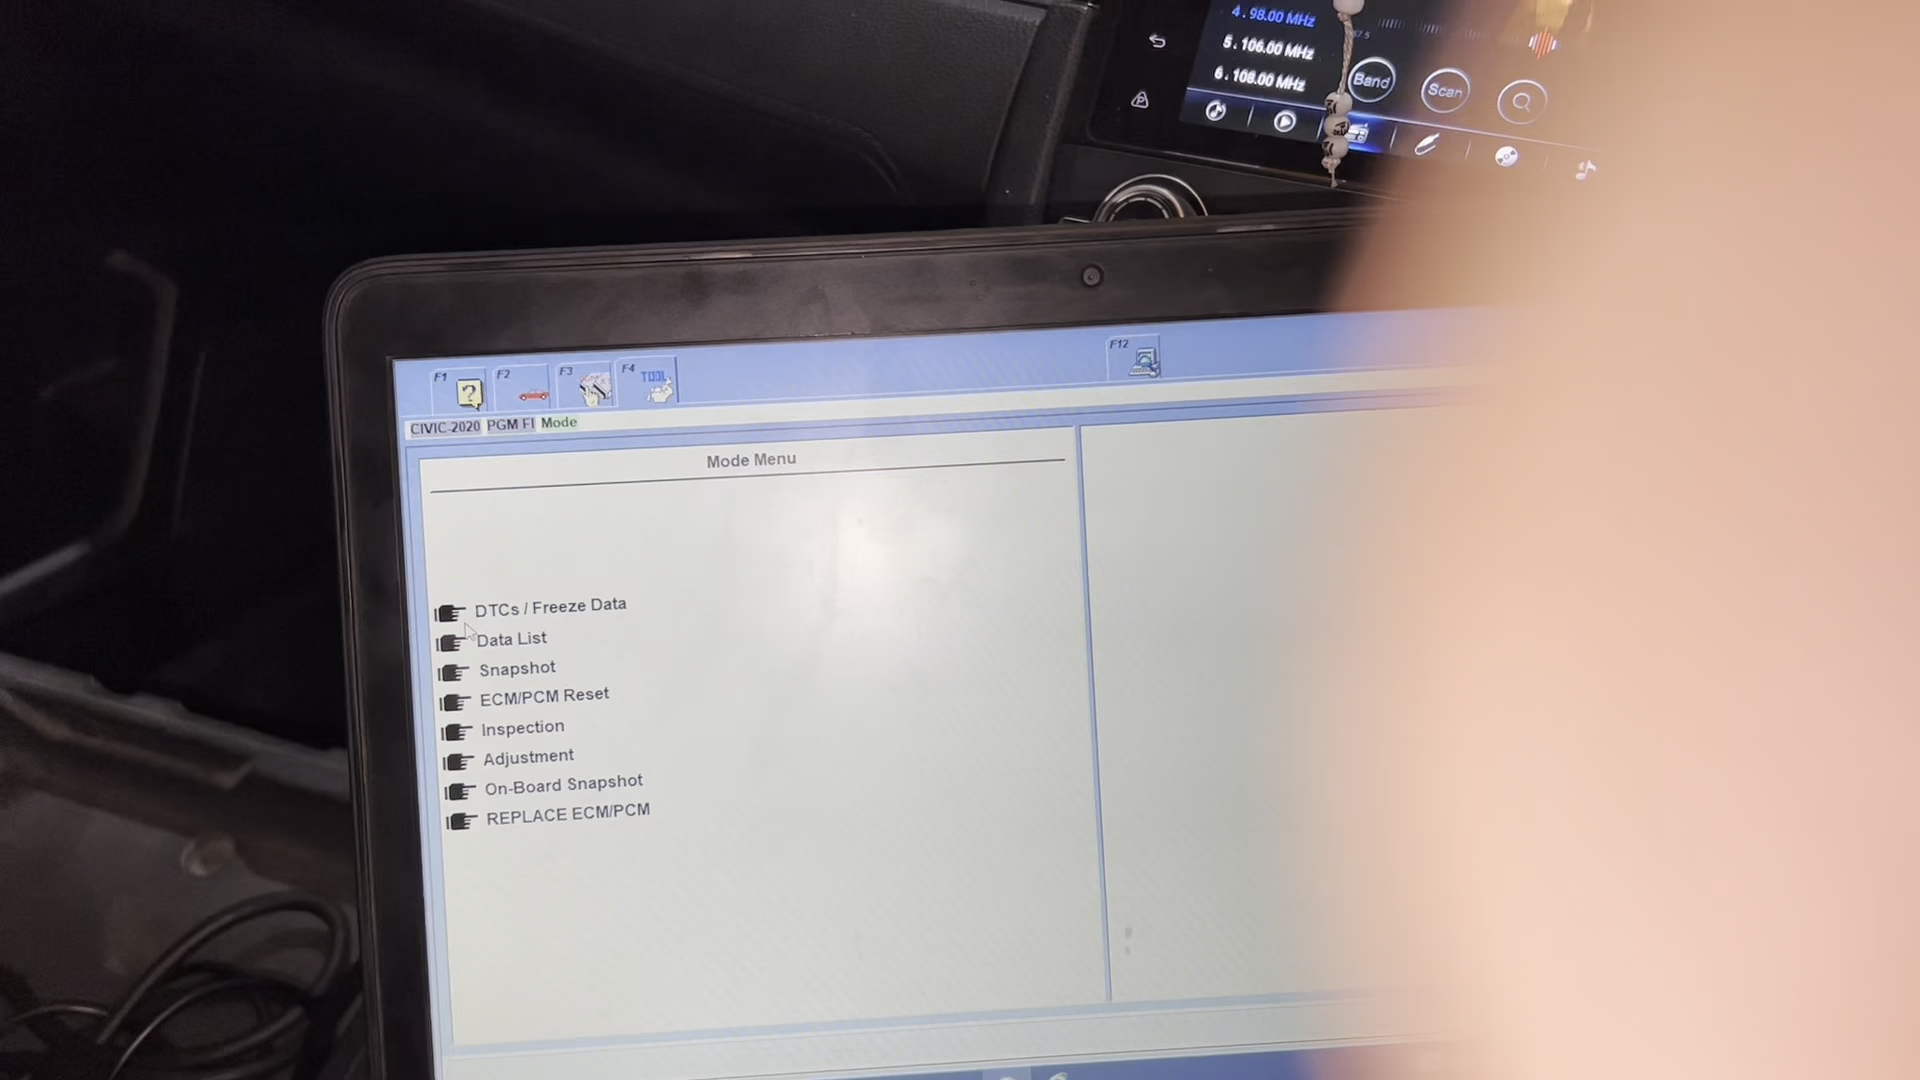 4 . 98.00 MHz
5 . 106.00 MHz
6 . 108.00 MHz
87.5
Band
Scan
F1
F2
F3
F4
TOOL
F12
CIVIC-2020 PGM FI Mode
Mode Menu
DTCs / Freeze Data
Data List
Snapshot
ECM/PCM Reset
Inspection
Adjustment
On-Board Snapshot
REPLACE ECM/PCM